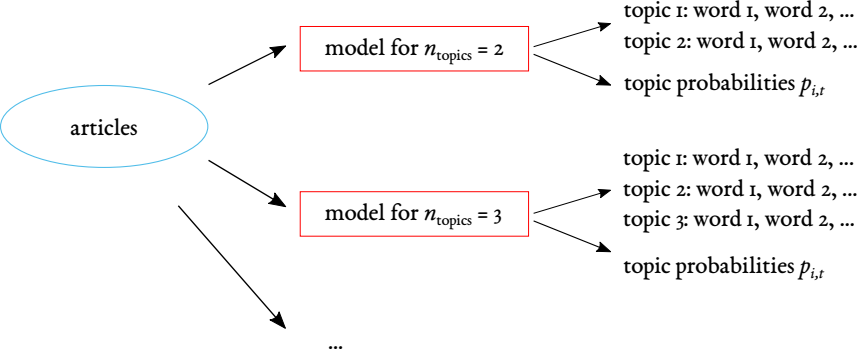 articles
model for n_topics = 2
topic 1: word 1, word 2, ...
topic 2: word 1, word 2, ...
topic probabilities p_i,t
model for n_topics = 3
topic 1: word 1, word 2, ...
topic 2: word 1, word 2, ...
topic 3: word 1, word 2, ...
topic probabilities p_i,t
...